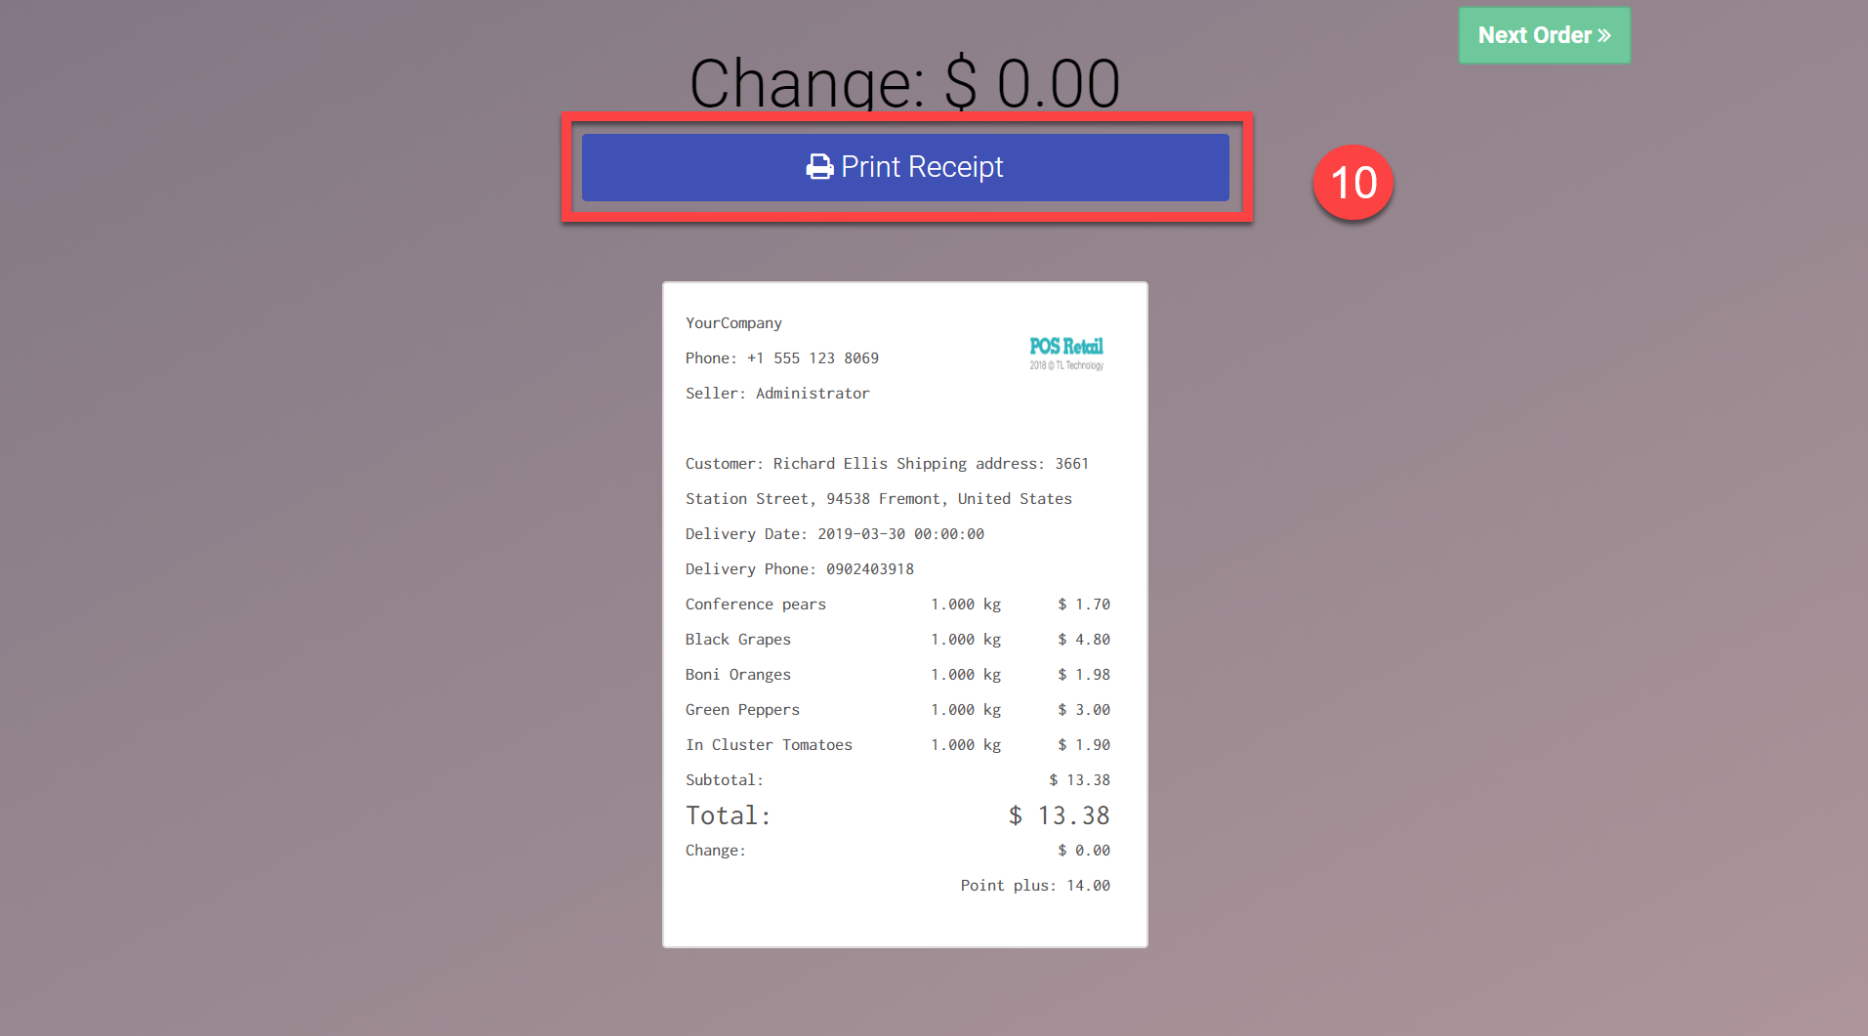 Next Order »
Change: $ 0.00
Print Receipt
10
YourCompany
Phone: +1 555 123 8069
Seller: Administrator
POS Retail
2018 @ TL Technology
Customer: Richard Ellis Shipping address: 3661
Station Street, 94538 Fremont, United States
Delivery Date: 2019-03-30 00:00:00
Delivery Phone: 0902403918
Conference pears 1.000 kg $ 1.70
Black Grapes 1.000 kg $ 4.80
Boni Oranges 1.000 kg $ 1.98
Green Peppers 1.000 kg $ 3.00
In Cluster Tomatoes 1.000 kg $ 1.90
Subtotal: $ 13.38
Total: $ 13.38
Change: $ 0.00
Point plus: 14.00